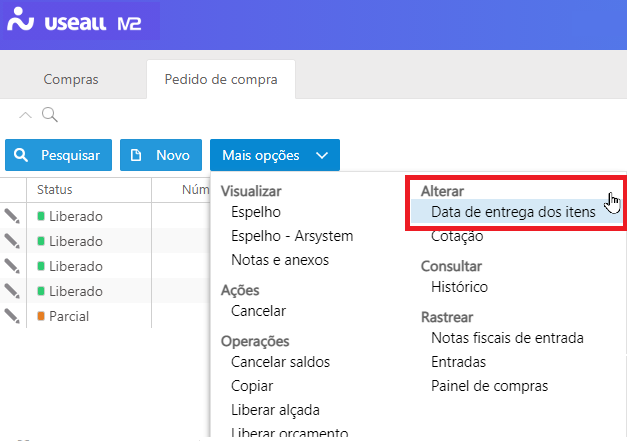 useall M2
Compras
Pedido de compra
Pesquisar
Novo
Mais opções
Status
Núm
Liberado
Liberado
Liberado
Liberado
Parcial
Visualizar
Espelho
Espelho - Arsystem
Notas e anexos
Ações
Cancelar
Operações
Cancelar saldos
Copiar
Liberar alçada
Liberar orçamento
Alterar
Data de entrega dos itens
Cotação
Consultar
Histórico
Rastrear
Notas fiscais de entrada
Entradas
Painel de compras